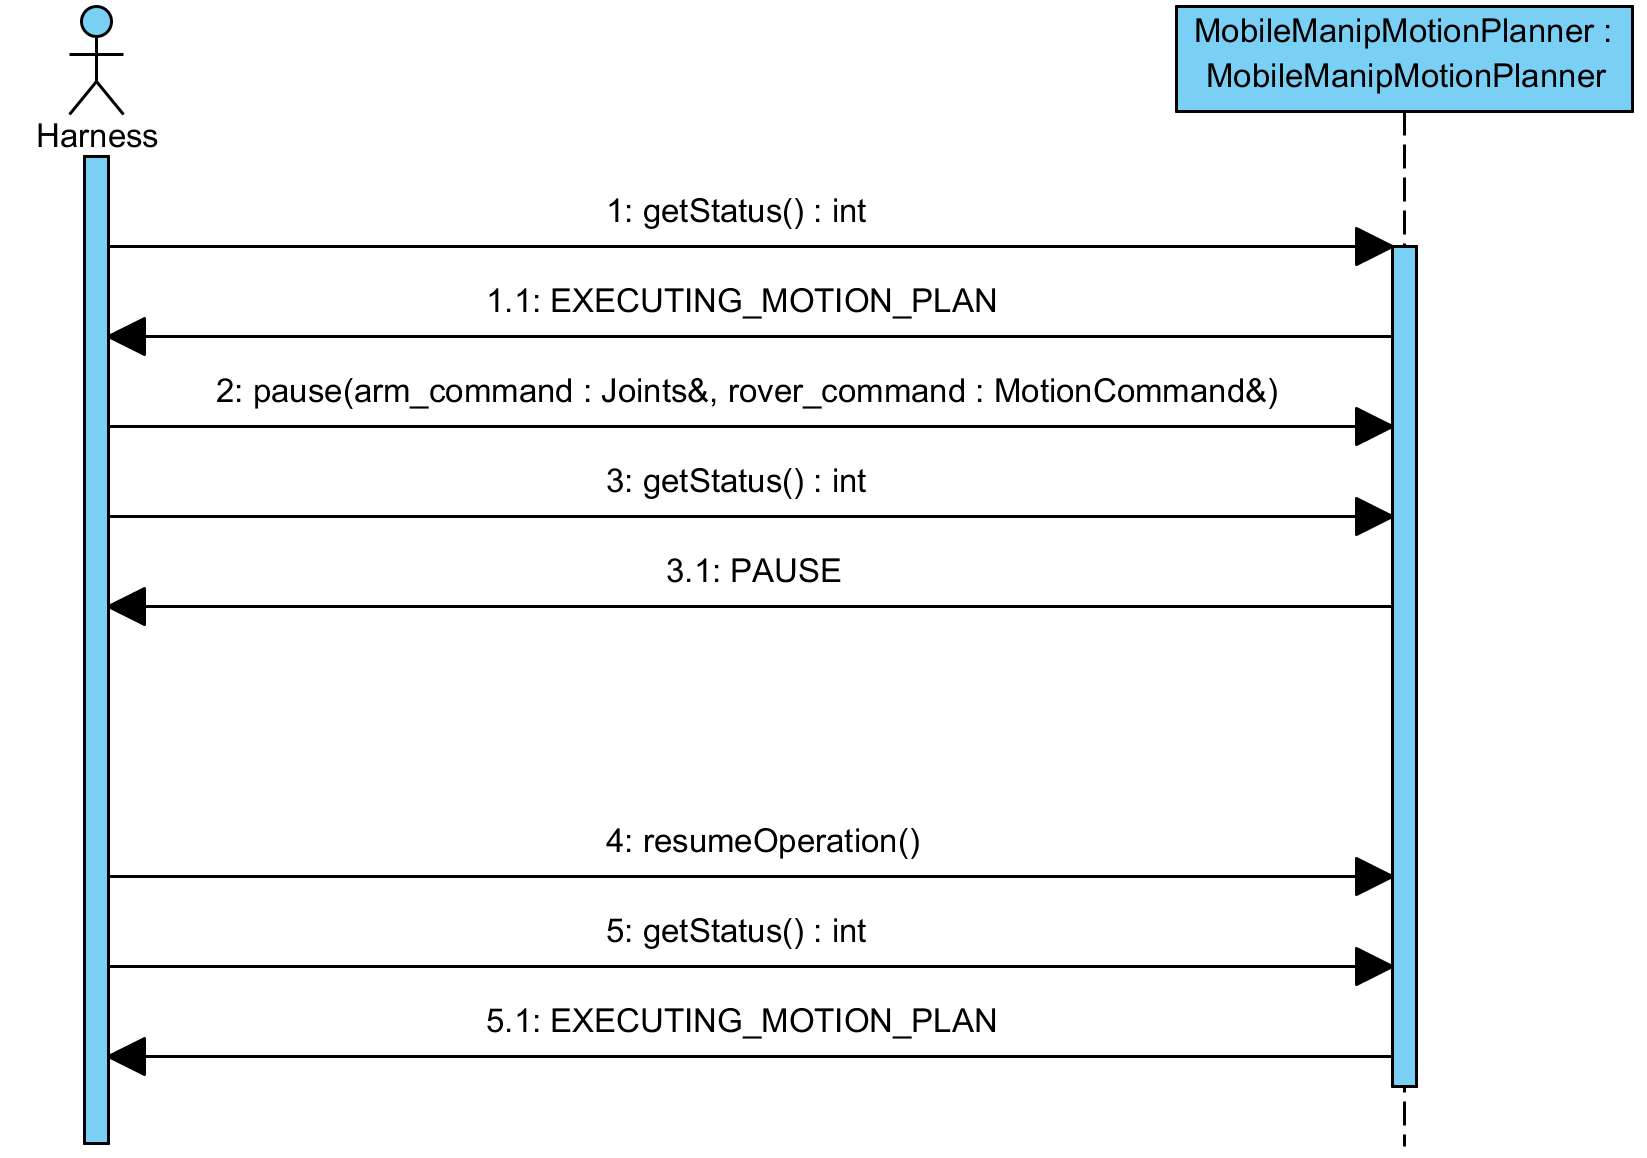 MobileManipMotionPlanner :
MobileManipMotionPlanner
Harness
1: getStatus() : int
1.1: EXECUTING_MOTION_PLAN
2: pause(arm_command : Joints&, rover_command : MotionCommand&)
3: getStatus() : int
3.1: PAUSE
4: resumeOperation()
5: getStatus() : int
5.1: EXECUTING_MOTION_PLAN